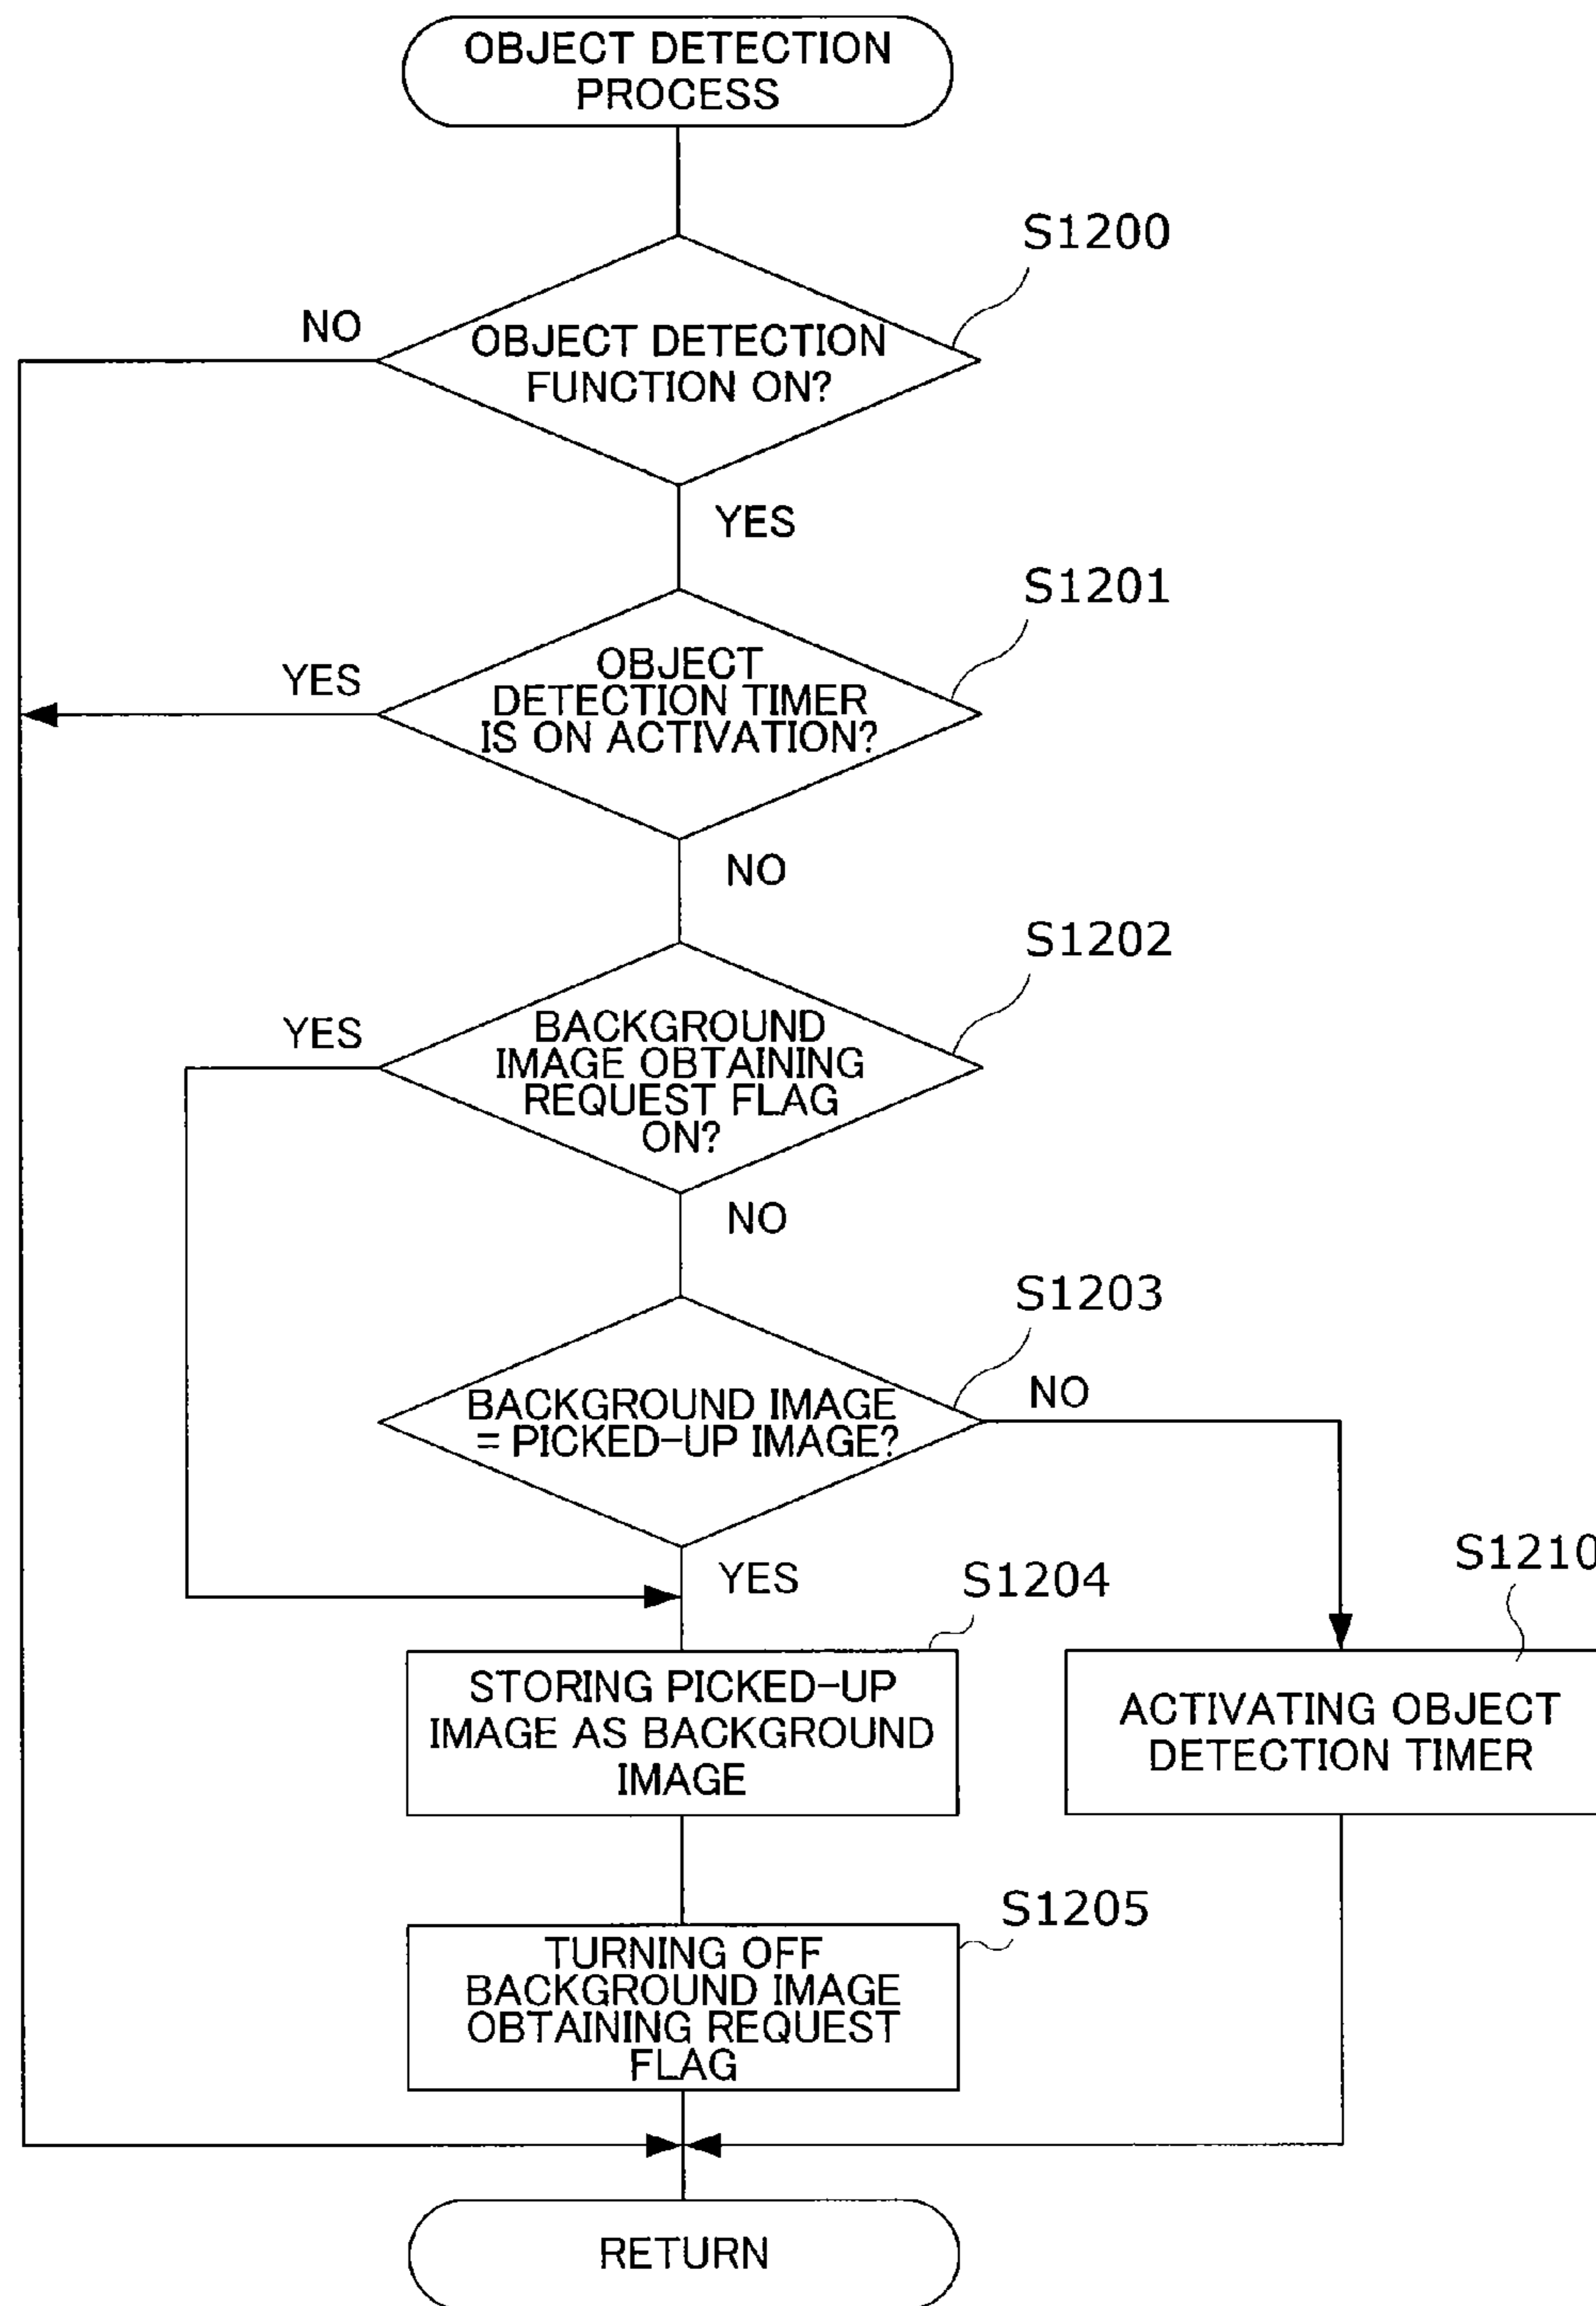 OBJECT DETECTION
PROCESS
S1200
NO
OBJECT DETECTION
FUNCTION ON?
YES
S1201
YES
OBJECT
DETECTION TIMER
IS ON ACTIVATION?
NO
S1202
YES
BACKGROUND
IMAGE OBTAINING
REQUEST FLAG
ON?
NO
S1203
NO
BACKGROUND IMAGE
= PICKED-UP IMAGE?
YES
S1204
S1210
STORING PICKED-UP
IMAGE AS BACKGROUND
IMAGE
ACTIVATING OBJECT
DETECTION TIMER
S1205
TURNING OFF
BACKGROUND IMAGE
OBTAINING REQUEST
FLAG
RETURN